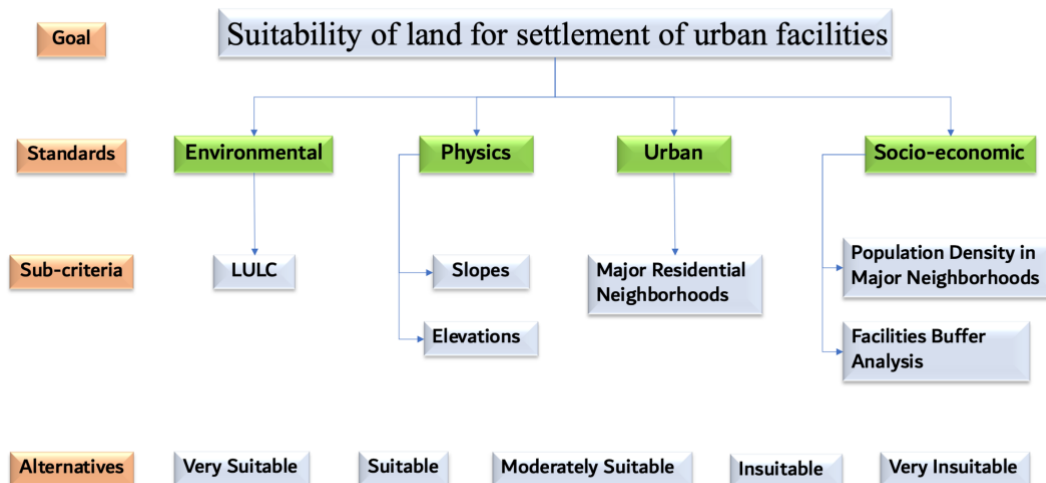 Goal
Suitability of land for settlement of urban facilities
Standards
Environmental
Physics
Urban
Socio-economic
Sub-criteria
LULC
Slopes
Major Residential
Neighborhoods
Population Density in
Major Neighborhoods
Elevations
Facilities Buffer
Analysis
Alternatives
Very Suitable
Suitable
Moderately Suitable
Insuitable
Very Insuitable